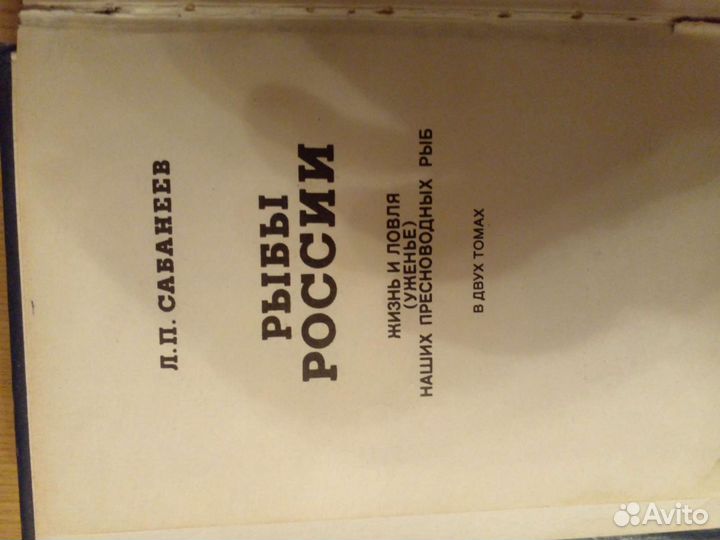 Л.П. САБАНЕЕВ
РЫБЫ
РОССИИ
ЖИЗНЬ И ЛОВЛЯ
(УЖЕНЬЕ)
НАШИХ ПРЕСНОВОДНЫХ РЫБ
В ДВУХ ТОМАХ
Avito